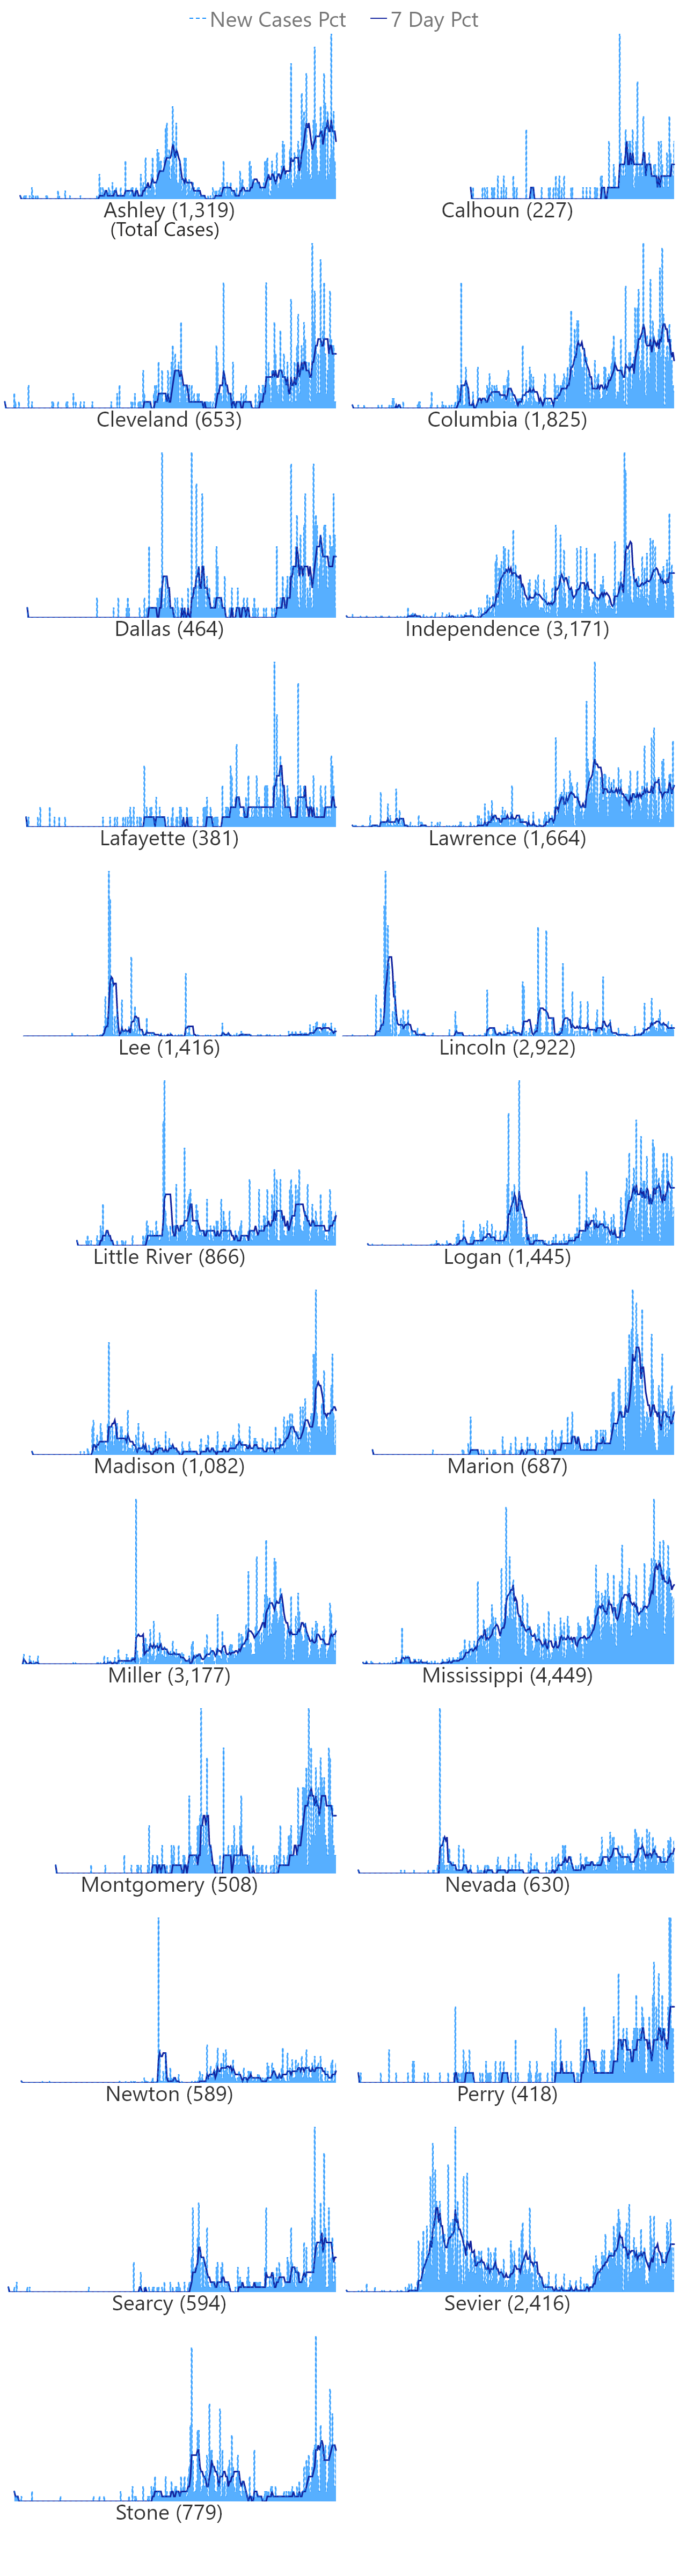 New Cases Pct 7 Day Pct
Ashley (1,319)
(Total Cases)
Calhoun (227)
Cleveland (653)
Columbia (1,825)
Dallas (464)
Independence (3,171)
Lafayette (381)
Lawrence (1,664)
Lee (1,416)
Lincoln (2,922)
Little River (866)
Logan (1,445)
Madison (1,082)
Marion (687)
Miller (3,177)
Mississippi (4,449)
Montgomery (508)
Nevada (630)
Newton (589)
Perry (418)
Searcy (594)
Sevier (2,416)
Stone (779)